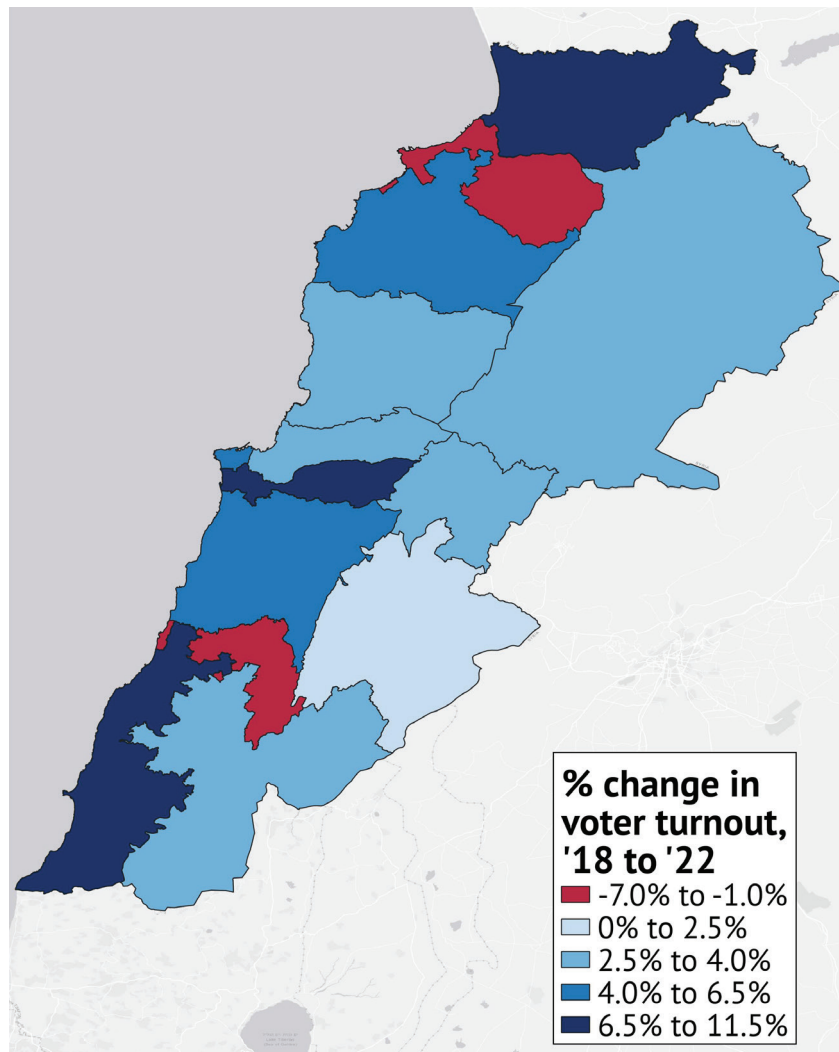 % change in
voter turnout,
'18 to '22
-7.0% to -1.0%
0% to 2.5%
2.5% to 4.0%
4.0% to 6.5%
6.5% to 11.5%